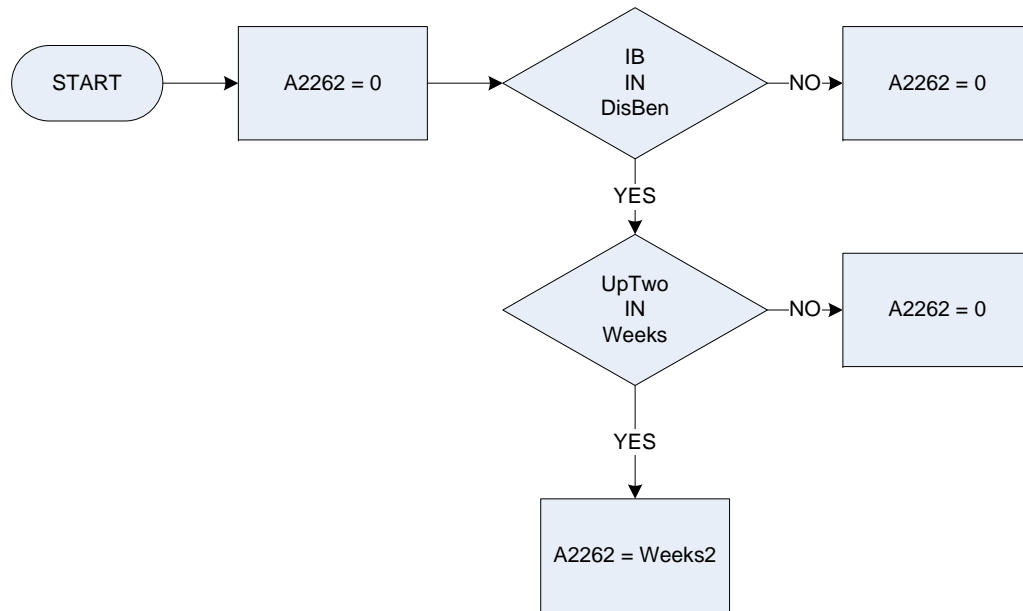 START
A2262 = 0
IB
IN
DisBen
NO
A2262 = 0
YES
UpTwo
IN
Weeks
NO
A2262 = 0
YES
A2262 = Weeks2